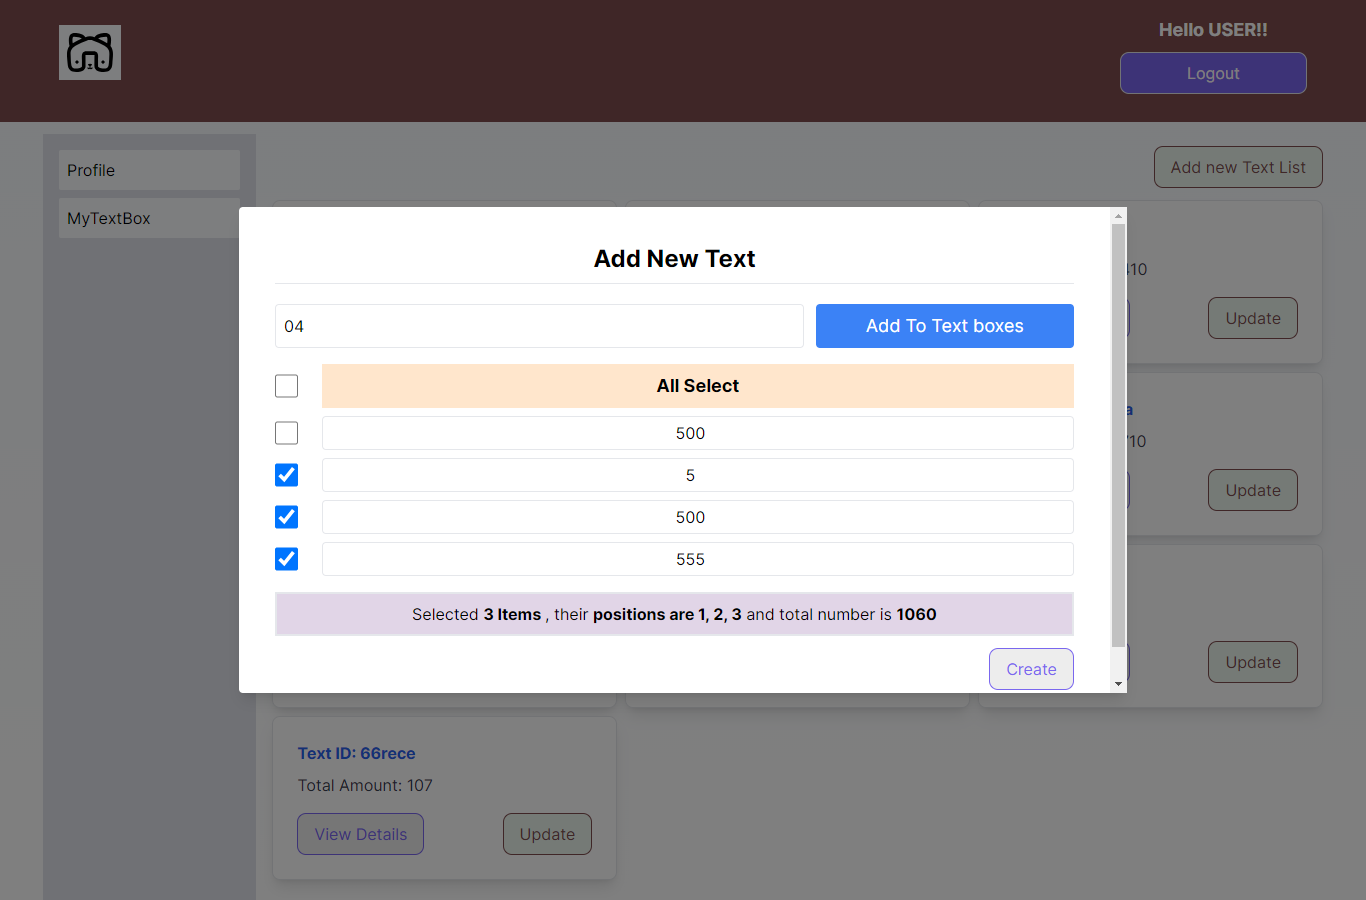 Hello USER!!
Logout
Profile
MyTextBox
Add new Text List
Add New Text
04
Add To Text boxes
All Select
500
5
500
555
Selected 3 Items , their positions are 1, 2, 3 and total number is 1060
Create
Update
Update
Update
Text ID: 66rece
Total Amount: 107
View Details
Update